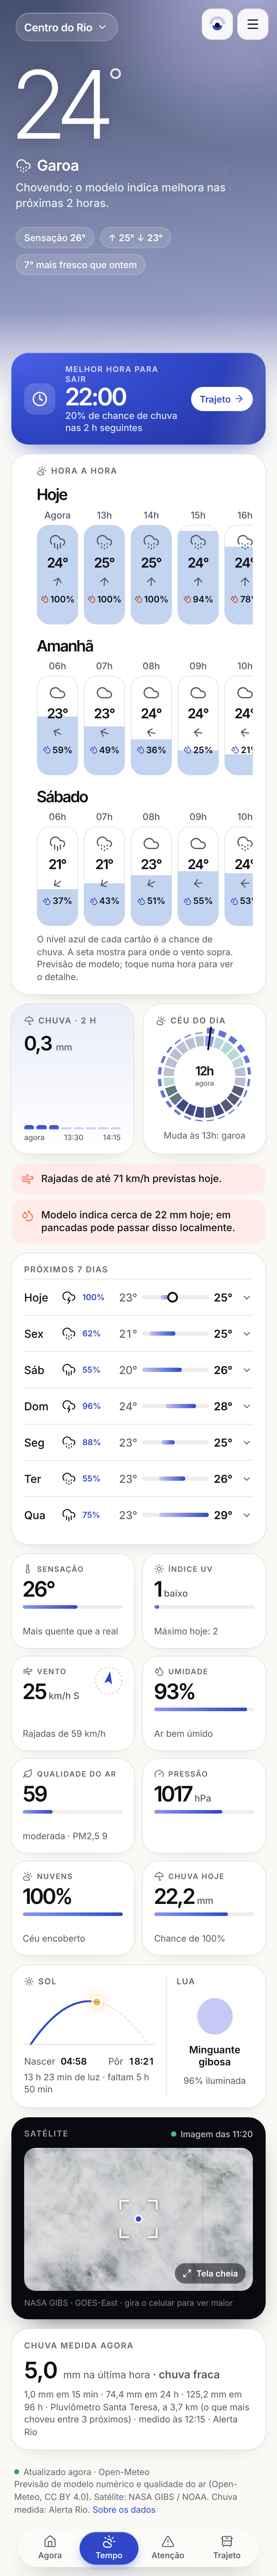 Centro do Rio
24°
Garoa
Chovendo; o modelo indica melhora nas
próximas 2 horas.
Sensação 26°
↑ 25° ↓ 23°
7° mais fresco que ontem
MELHOR HORA PARA
SAIR
22:00
20% de chance de chuva
nas 2 h seguintes
Trajeto →
HORA A HORA
Hoje
Agora 13h 14h 15h 16h
24° 25° 25° 24° 24°
100% 100% 100% 94% 78%
Amanhã
06h 07h 08h 09h 10h
23° 23° 24° 24° 24°
59% 49% 36% 25% 21%
Sábado
06h 07h 08h 09h 10h
21° 21° 23° 24° 24°
37% 43% 51% 55% 53%
O nível azul de cada cartão é a chance de
chuva. A seta mostra para onde o vento sopra.
Previsão de modelo; toque numa hora para ver
o detalhe.
CHUVA · 2 H
0,3 mm
agora 13:30 14:15
CÉU DO DIA
12h
agora
Muda às 13h: garoa
Rajadas de até 71 km/h previstas hoje.
Modelo indica cerca de 22 mm hoje; em
pancadas pode passar disso localmente.
PRÓXIMOS 7 DIAS
Hoje 100% 23° 25°
Sex 62% 21° 25°
Sáb 55% 20° 26°
Dom 96% 24° 28°
Seg 88% 23° 25°
Ter 55% 23° 26°
Qua 75% 23° 29°
SENSAÇÃO
26°
Mais quente que a real
ÍNDICE UV
1 baixo
Máximo hoje: 2
VENTO
25 km/h S
Rajadas de 59 km/h
UMIDADE
93%
Ar bem úmido
QUALIDADE DO AR
59
moderada · PM2,5 9
PRESSÃO
1017 hPa
NUVENS
100%
Céu encoberto
CHUVA HOJE
22,2 mm
Chance de 100%
SOL
Nascer 04:58 Pôr 18:21
13 h 23 min de luz · faltam 5 h
50 min
LUA
Minguante
gibosa
96% iluminada
SATÉLITE
Imagem das 11:20
Tela cheia
NASA GIBS · GOES-East · gira o celular para ver maior
CHUVA MEDIDA AGORA
5,0 mm na última hora · chuva fraca
1,0 mm em 15 min · 74,4 mm em 24 h · 125,2 mm em
96 h · Pluviômetro Santa Teresa, a 3,7 km (o que mais
choveu entre 3 próximos) · medido às 12:15 · Alerta
Rio
Atualizado agora · Open-Meteo
Previsão de modelo numérico e qualidade do ar (Open-
Meteo, CC BY 4.0). Satélite: NASA GIBS / NOAA. Chuva
medida: Alerta Rio. Sobre os dados
Agora Tempo Atenção Trajeto